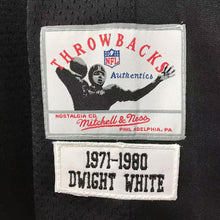 THROWBACKS
NFL
Authentics
NOSTALGIA CO.
Mitchell & Ness
PHILADELPHIA, PA
1971-1980
DWIGHT WHITE